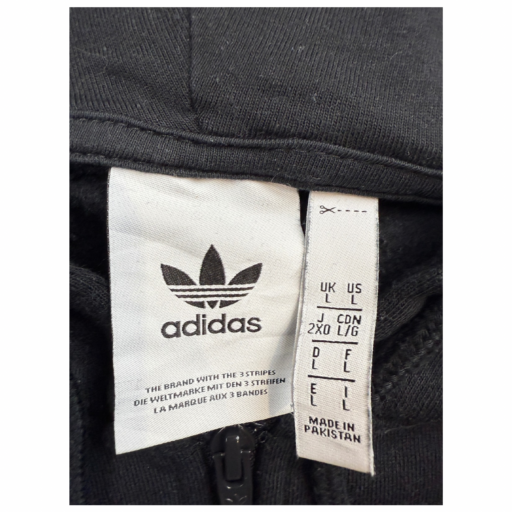 adidas
THE BRAND WITH THE 3 STRIPES
DIE WELTMARKE MIT DEN 3 STREIFEN
LA MARQUE AUX 3 BANDES
UK US
L L
J CDN
2XO L/G
D F
L L
E I
L L
MADE IN
PAKISTAN